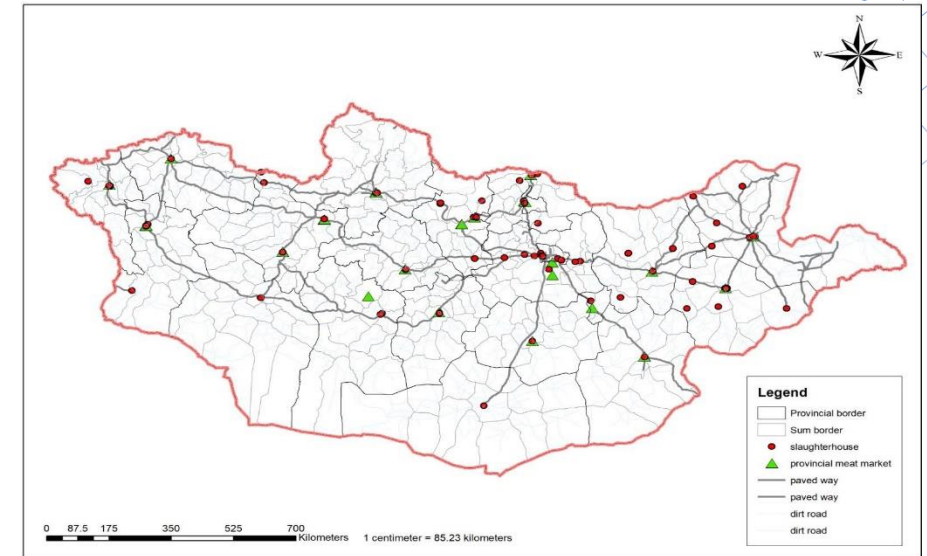 N
W
E
S
Legend
Provincial border
Sum border
slaughterhouse
provincial meat market
paved way
paved way
dirt road
dirt road
0 87.5 175 350 525 700
Kilometers 1 centimeter = 85.23 kilometers